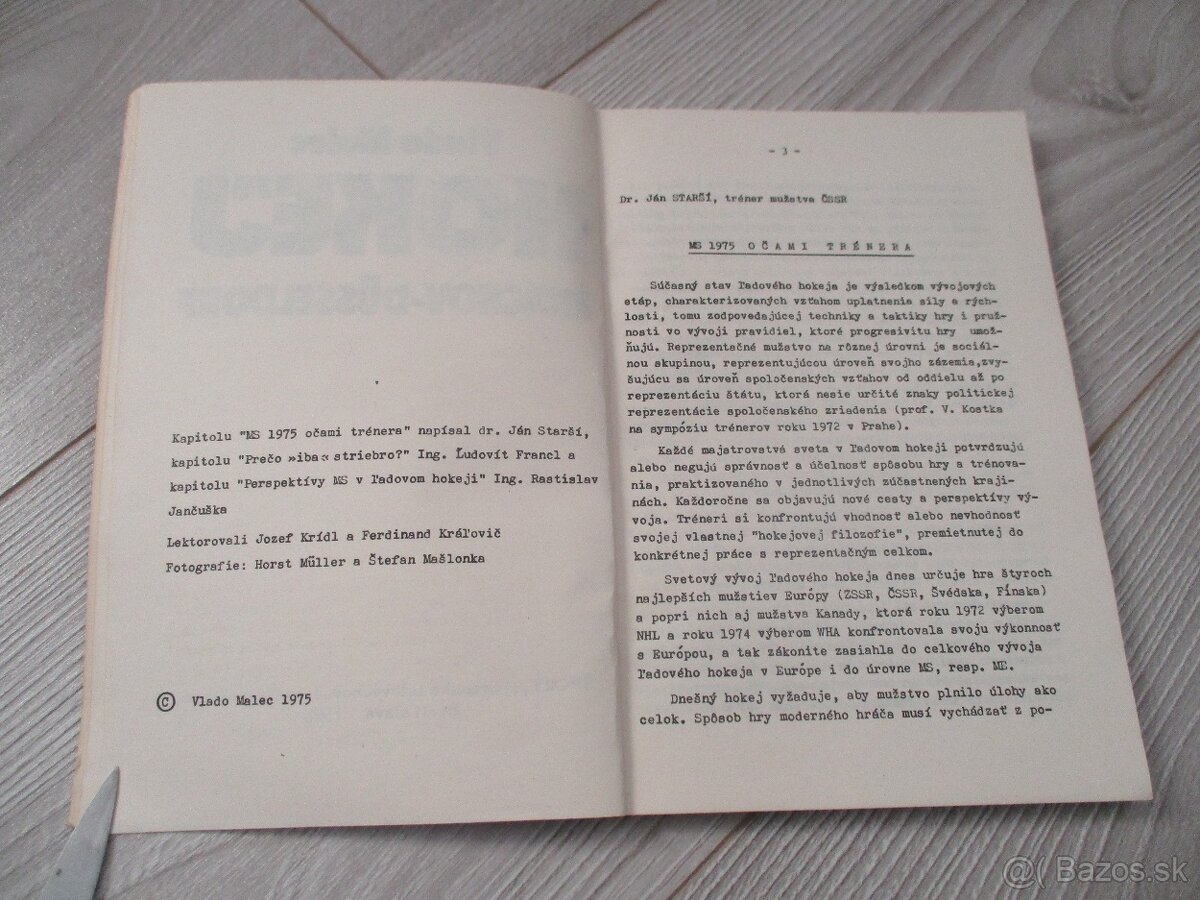 Kapitolu "MS 1975 očami trénera" napísal dr. Ján Starší,
kapitolu "Prečo »iba« striebro?" Ing. Ľudovít Francl a
kapitolu "Perspektívy MS v ľadovom hokeji" Ing. Rastislav
Jančuška
Lektorovali Jozef Krídl a Ferdinand Kráľovič
Fotografie: Horst Müller a Štefan Mašlonka
© Vlado Malec 1975
- 3 -
Dr. Ján STARŠÍ, tréner mužstva ČSSR
MS 1975 OČAMI TRÉNERA
Súčasný stav ľadového hokeja je výsledkom vývojových
etáp, charakterizovaných vzťahom uplatnenia sily a rých-
losti, tomu zodpovedajúcej techniky a taktiky hry i pruž-
nosti vo vývoji pravidiel, ktoré progresivitu hry umož-
ňujú. Reprezentačné mužstvo na rôznej úrovni je sociál-
nou skupinou, reprezentujúcou úroveň svojho zázemia,zvy-
šujúcu sa úroveň spoločenských vzťahov od oddielu až po
reprezentáciu štátu, ktorá nesie určité znaky politickej
reprezentácie spoločenského zriadenia (prof. V. Kostka
na sympóziu trénerov roku 1972 v Prahe).
Každé majstrovstvá sveta v ľadovom hokeji potvrdzujú
alebo negujú správnosť a účelnosť spôsobu hry a trénova-
nia, praktizovaného v jednotlivých zúčastnených kraji-
nách. Každoročne sa objavujú nové cesty a perspektívy vý-
voja. Tréneri si konfrontujú vhodnosť alebo nevhodnosť
svojej vlastnej "hokejovej filozofie", premietnutej do
konkrétnej práce s reprezentačným celkom.
Svetový vývoj ľadového hokeja dnes určuje hra štyroch
najlepších mužstiev Európy (ZSSR, ČSSR, Švédska, Fínska)
a popri nich aj mužstva Kanady, ktorá roku 1972 výberom
NHL a roku 1974 výberom WHA konfrontovala svoju výkonnosť
s Európou, a tak zákonite zasiahla do celkového vývoja
ľadového hokeja v Európe i do úrovne MS, resp. ME.
Dnešný hokej vyžaduje, aby mužstvo plnilo úlohy ako
celok. Spôsob hry moderného hráča musí vychádzať z po-
@( Bazos.sk